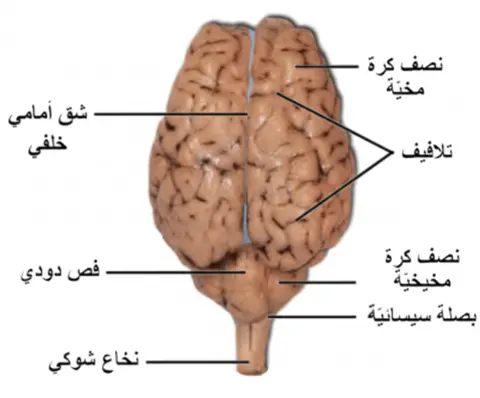 نصف كرة
مخيّة
شق أمامي
خلفي
تلافيف
نصف كرة
مخيخيّة
فص دودي
بصلة سيسائيّة
نخاع شوكي